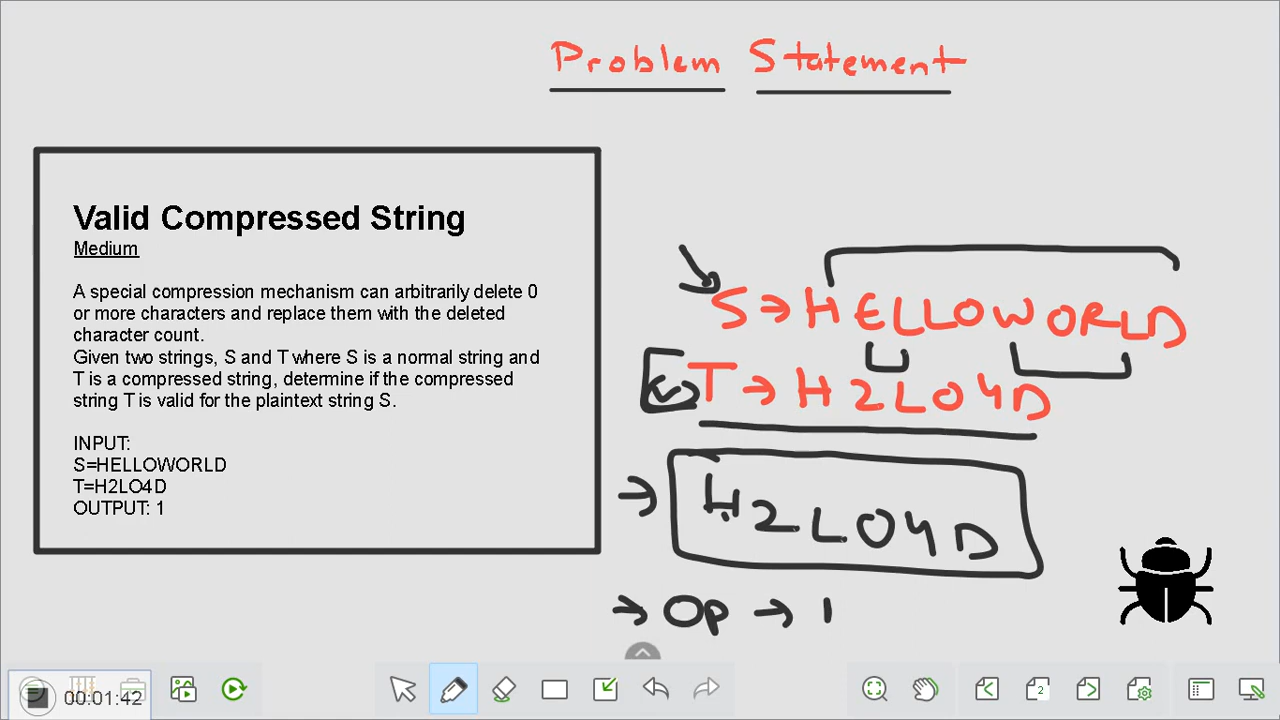 Problem Statement
Valid Compressed String
Medium
A special compression mechanism can arbitrarily delete 0
or more characters and replace them with the deleted
character count.
Given two strings, S and T where S is a normal string and
T is a compressed string, determine if the compressed
string T is valid for the plaintext string S.
INPUT:
S=HELLOWORLD
T=H2LO4D
OUTPUT: 1
S → HELLOWORLD
T → H2LO4D
→ H2LO4D
→ Op → 1
00:01:42
2